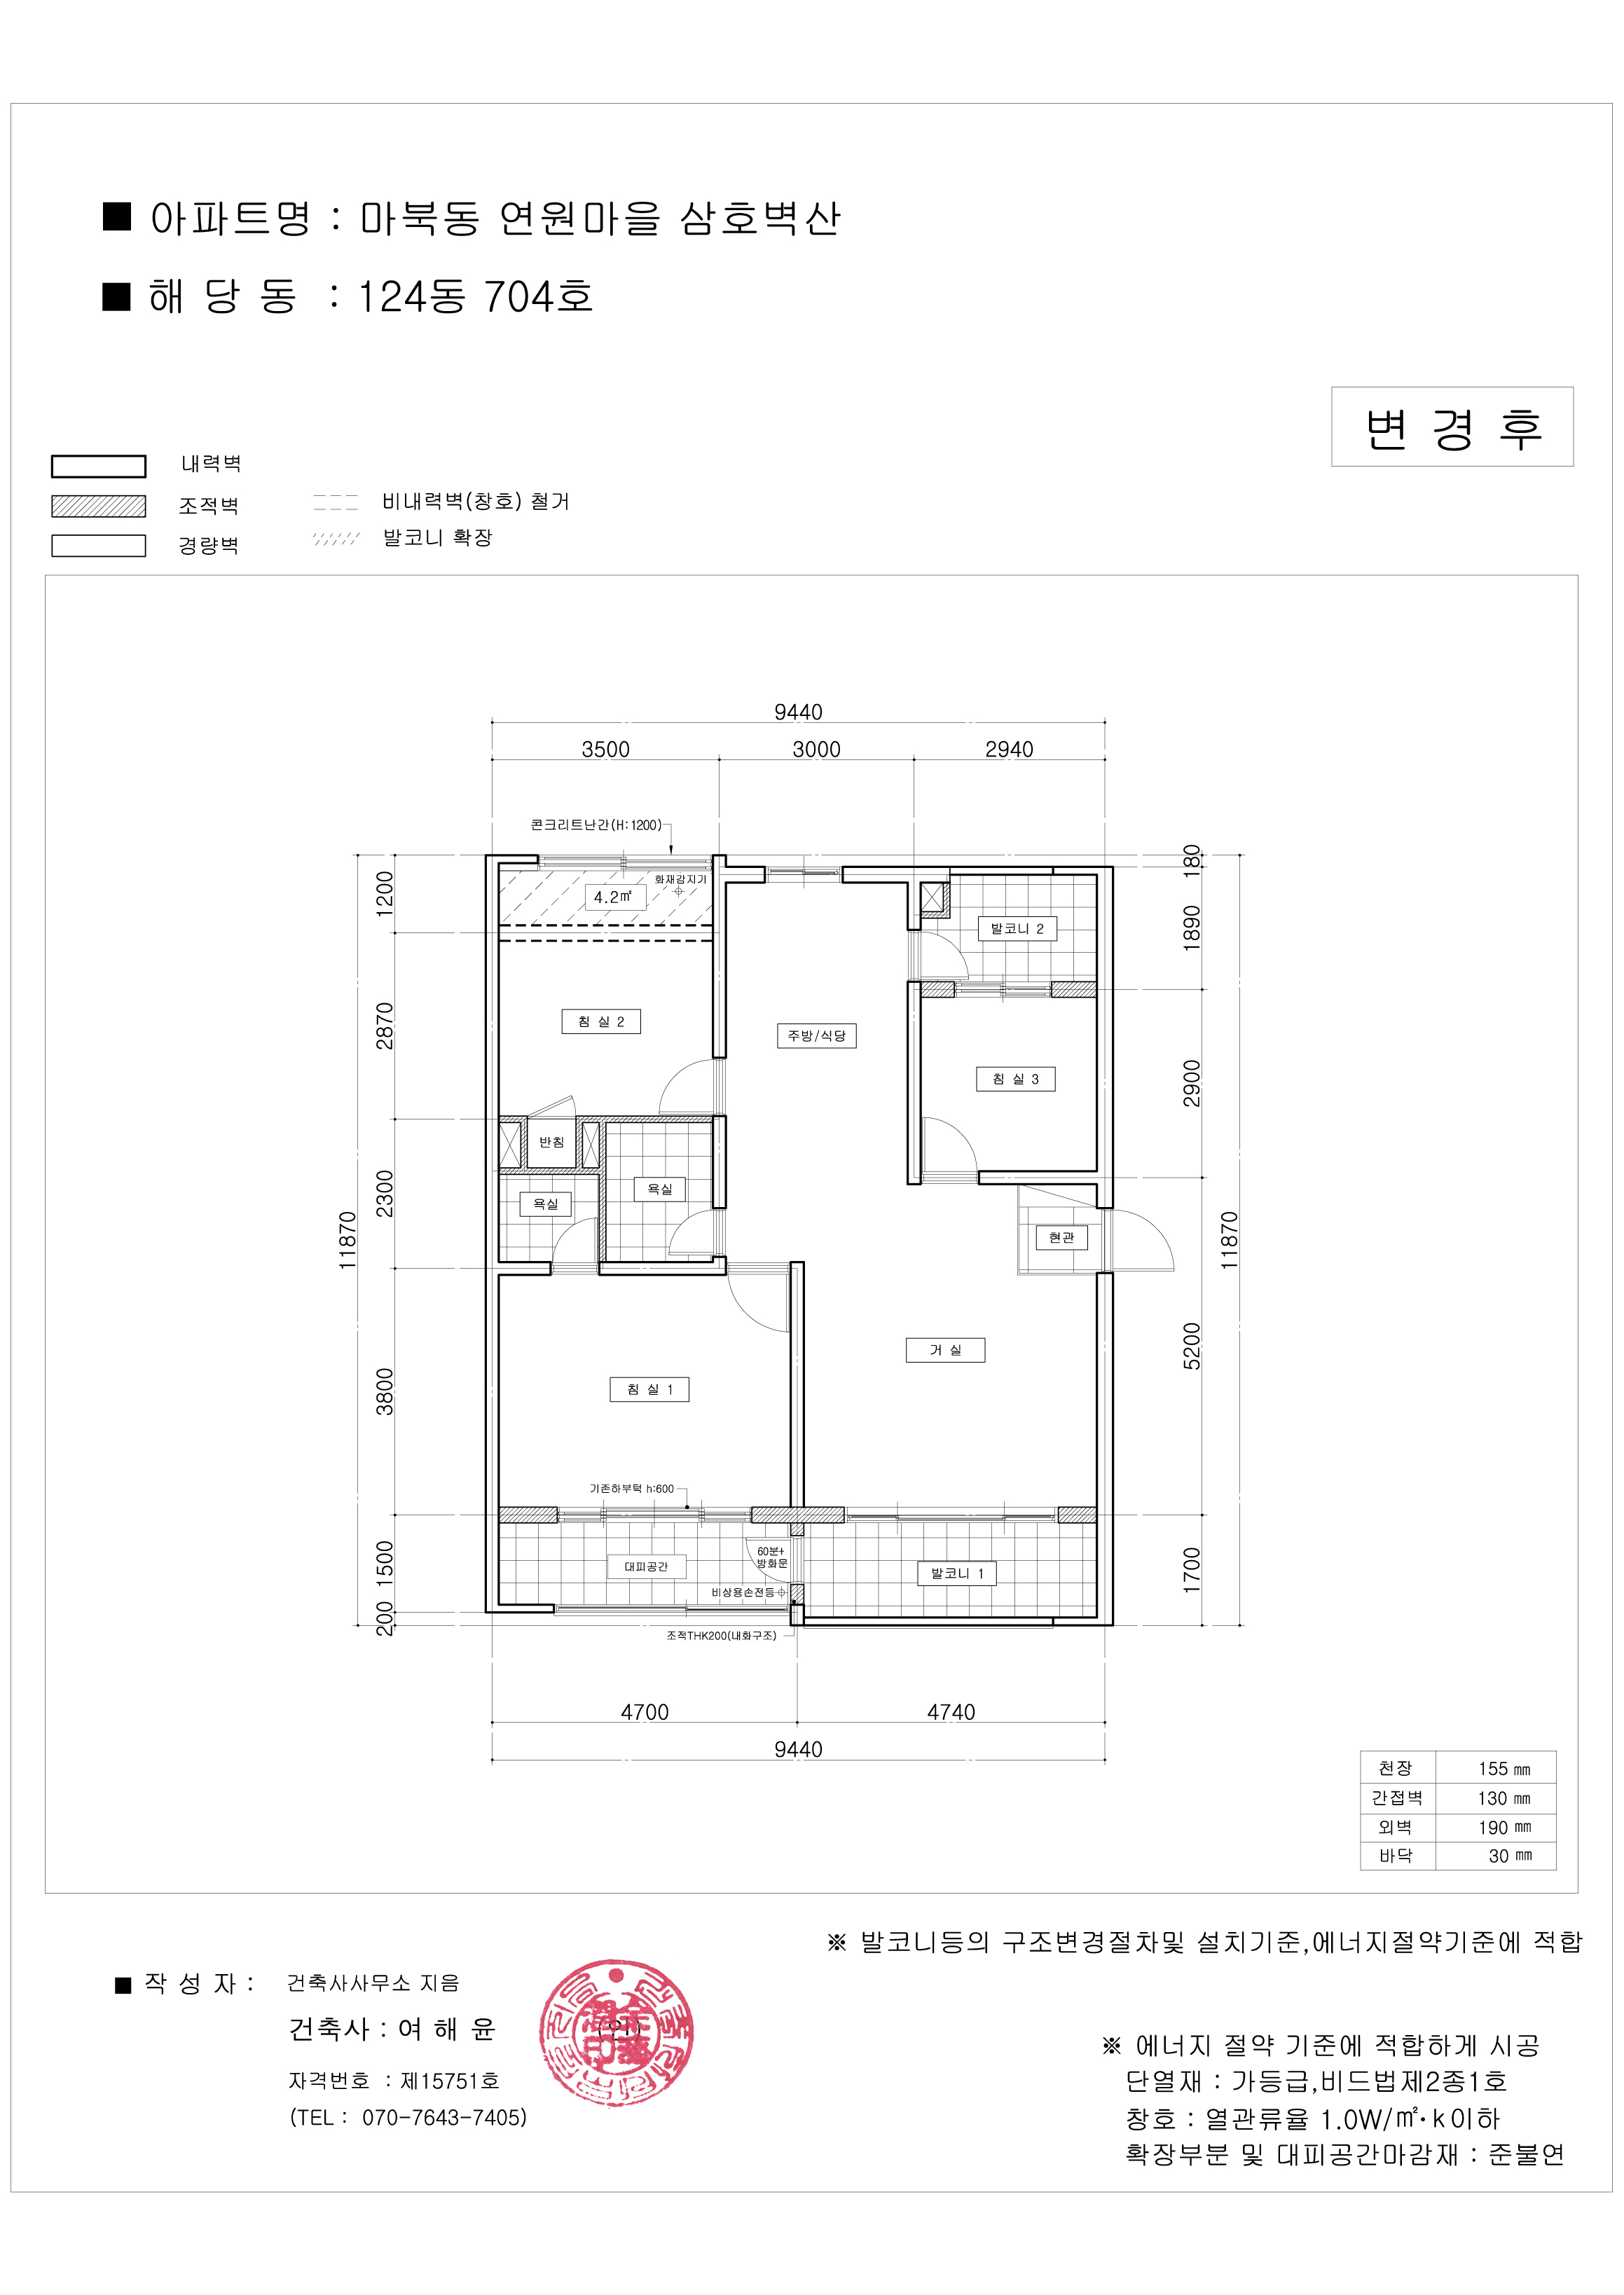 ■ 아파트명 : 마북동 연원마을 삼호벽산
■ 해 당 동 : 124동 704호
변 경 후
내력벽
조적벽
경량벽
비내력벽(창호) 철거
발코니 확장
9440
3500 3000 2940
콘크리트난간(H:1200)
화재감지기
4.2㎡
발코니 2
침 실 2
주방/식당
침 실 3
반침
욕실
욕실
현관
거 실
침 실 1
기존하부턱 h:600
60분+
방화문
대피공간
발코니 1
비상용손전등
조적THK200(내화구조)
11870
1200
2870
2300
3800
1500
200
180
1890
2900
5200
1700
11870
4700 4740
9440
천장 155 ㎜
간접벽 130 ㎜
외벽 190 ㎜
바닥 30 ㎜
※ 발코니등의 구조변경절차및 설치기준,에너지절약기준에 적합
■ 작 성 자 : 건축사사무소 지음
건축사 : 여 해 윤 (인)
자격번호 : 제15751호
(TEL : 070-7643-7405)
※ 에너지 절약 기준에 적합하게 시공
단열재 : 가등급,비드법제2종1호
창호 : 열관류율 1.0W/㎡·k이하
확장부분 및 대피공간마감재 : 준불연